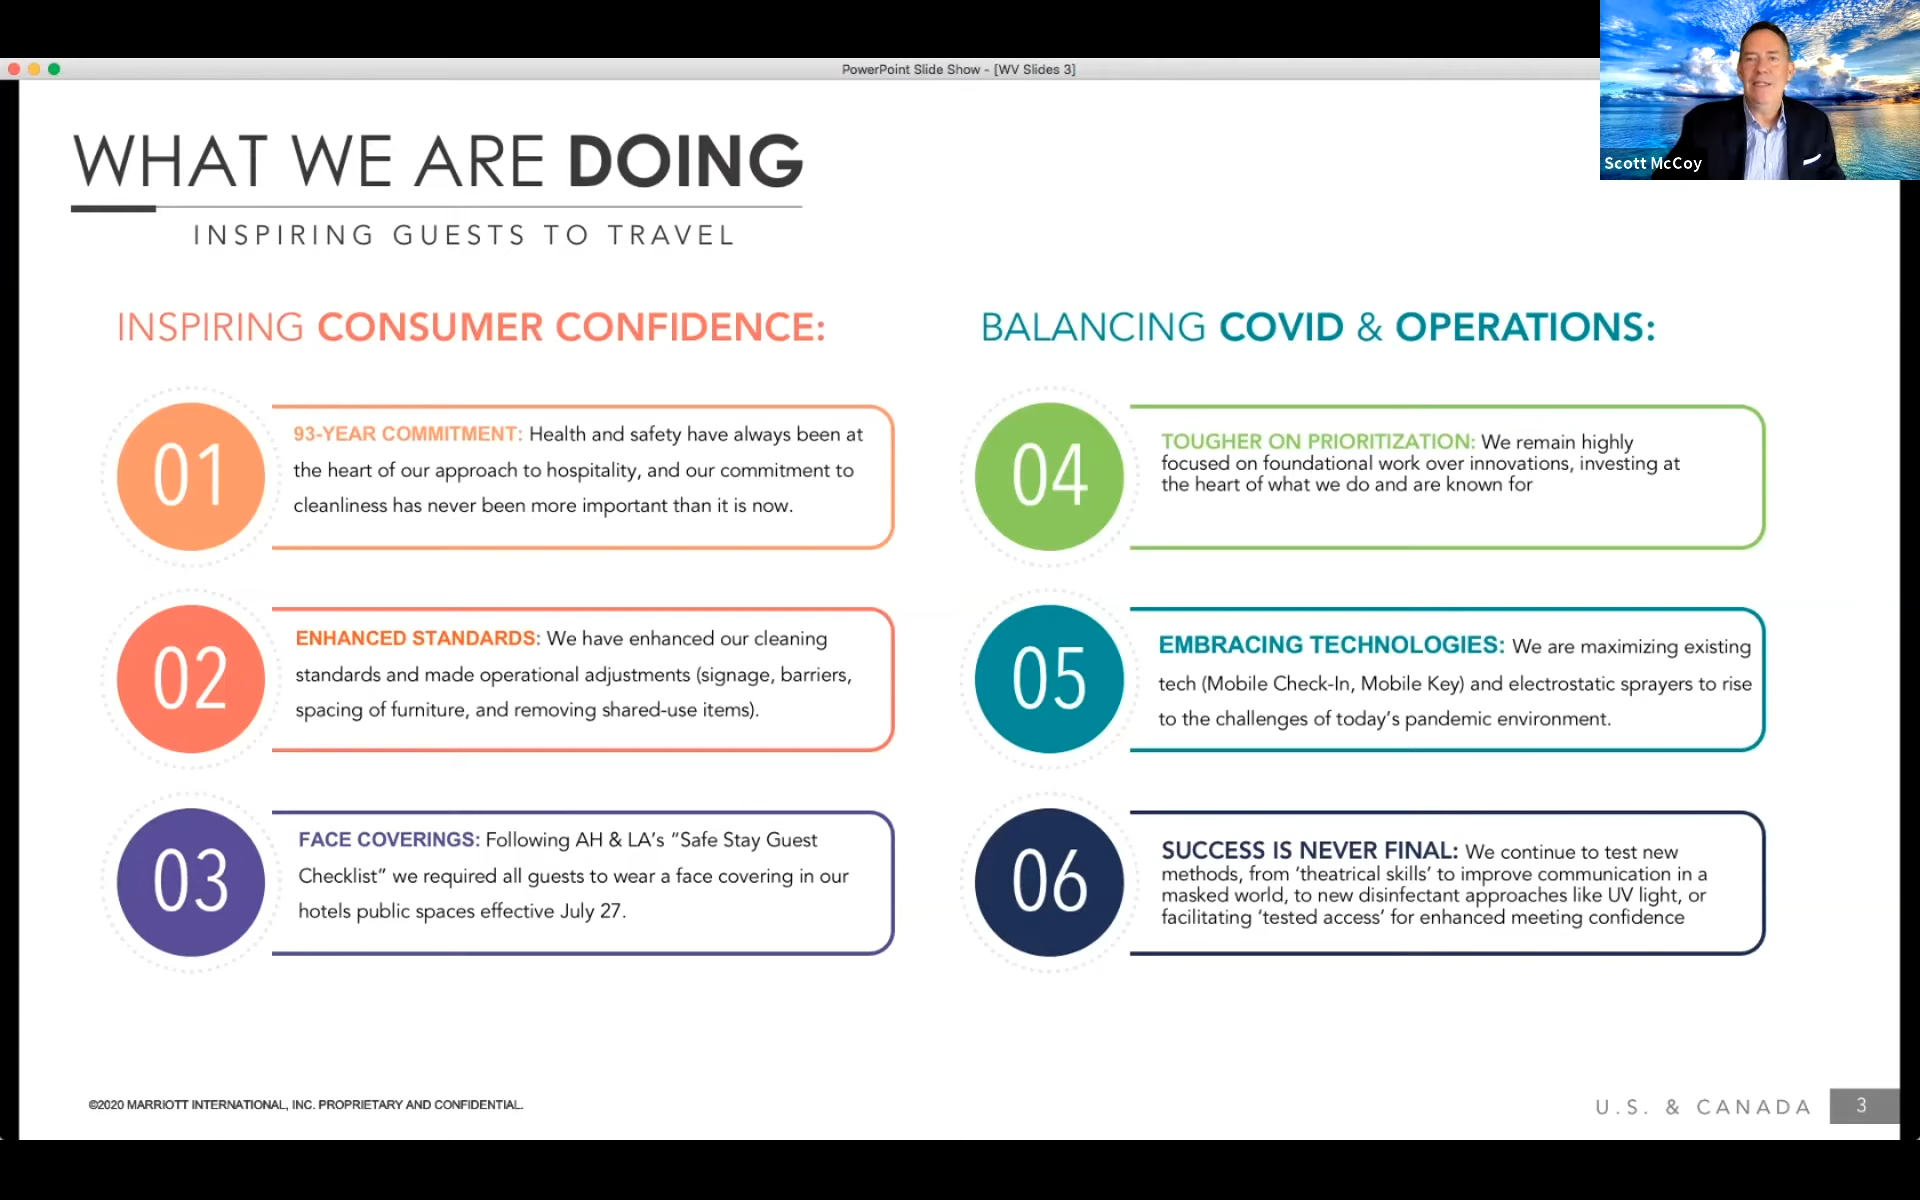 PowerPoint Slide Show - [WV Slides 3]
Scott McCoy
WHAT WE ARE DOING
INSPIRING GUESTS TO TRAVEL
INSPIRING CONSUMER CONFIDENCE:
01
93-YEAR COMMITMENT: Health and safety have always been at
the heart of our approach to hospitality, and our commitment to
cleanliness has never been more important than it is now.
02
ENHANCED STANDARDS: We have enhanced our cleaning
standards and made operational adjustments (signage, barriers,
spacing of furniture, and removing shared-use items).
03
FACE COVERINGS: Following AH & LA's "Safe Stay Guest
Checklist" we required all guests to wear a face covering in our
hotels public spaces effective July 27.
BALANCING COVID & OPERATIONS:
04
TOUGHER ON PRIORITIZATION: We remain highly
focused on foundational work over innovations, investing at
the heart of what we do and are known for
05
EMBRACING TECHNOLOGIES: We are maximizing existing
tech (Mobile Check-In, Mobile Key) and electrostatic sprayers to rise
to the challenges of today's pandemic environment.
06
SUCCESS IS NEVER FINAL: We continue to test new
methods, from 'theatrical skills' to improve communication in a
masked world, to new disinfectant approaches like UV light, or
facilitating 'tested access' for enhanced meeting confidence
©2020 MARRIOTT INTERNATIONAL, INC. PROPRIETARY AND CONFIDENTIAL.
U.S. & CANADA
3